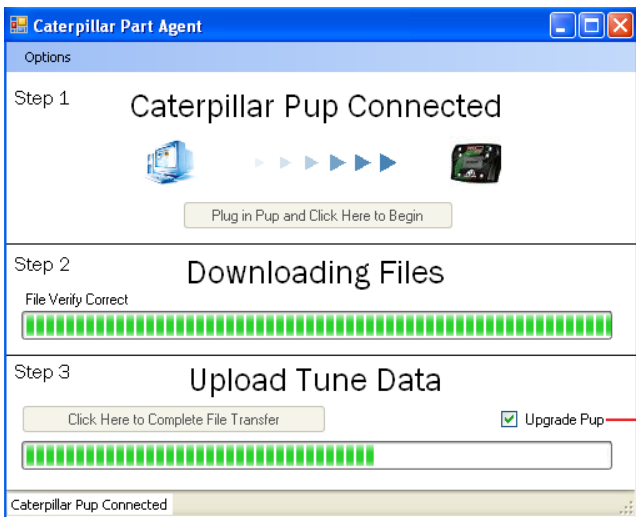 Caterpillar Part Agent
Options
Step 1
Caterpillar Pup Connected
Plug in Pup and Click Here to Begin
Step 2
Downloading Files
File Verify Correct
Step 3
Upload Tune Data
Click Here to Complete File Transfer
Upgrade Pup
Caterpillar Pup Connected